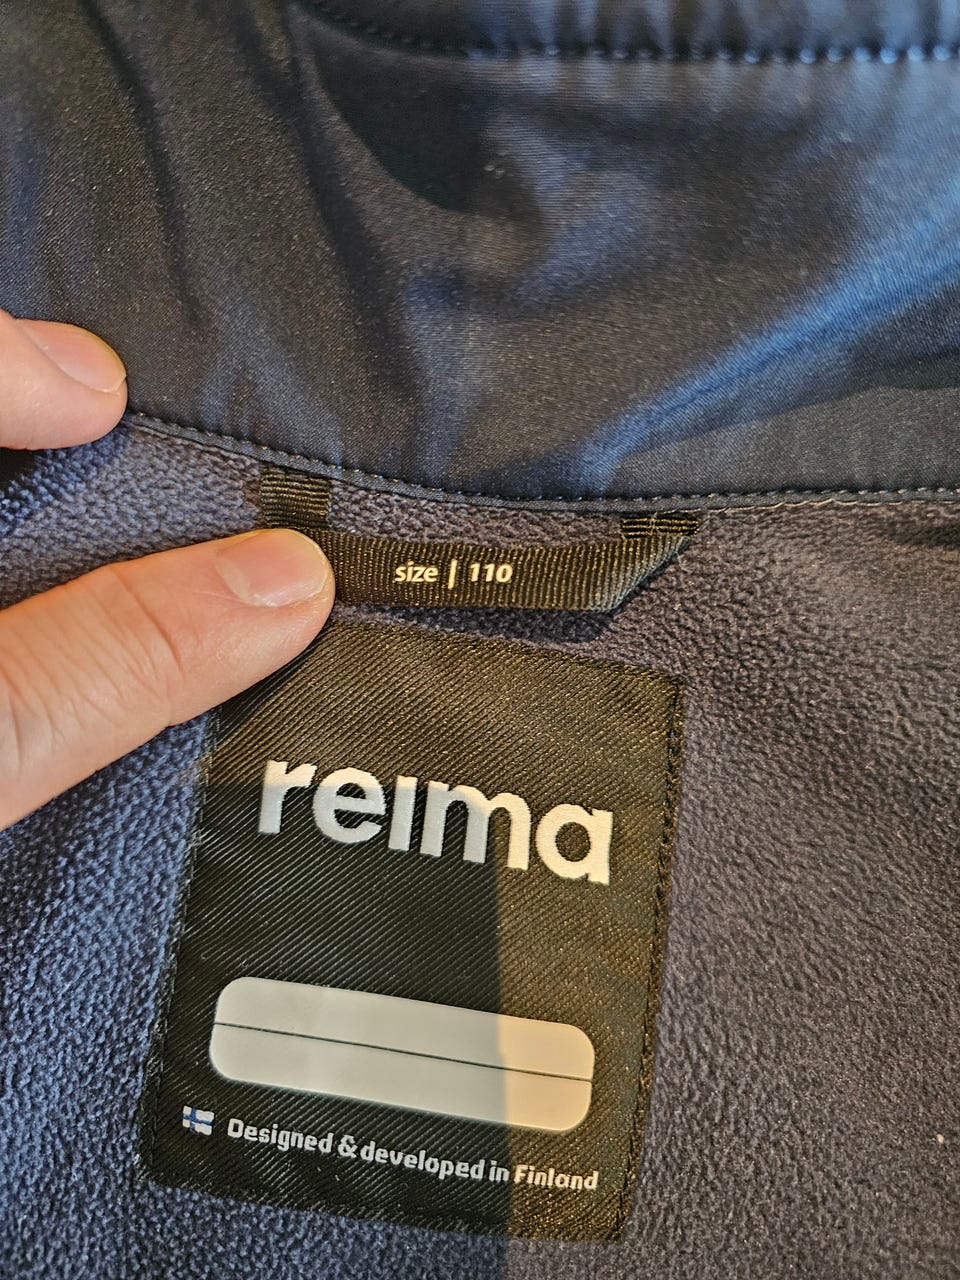 size | 110
reima
Designed & developed in Finland